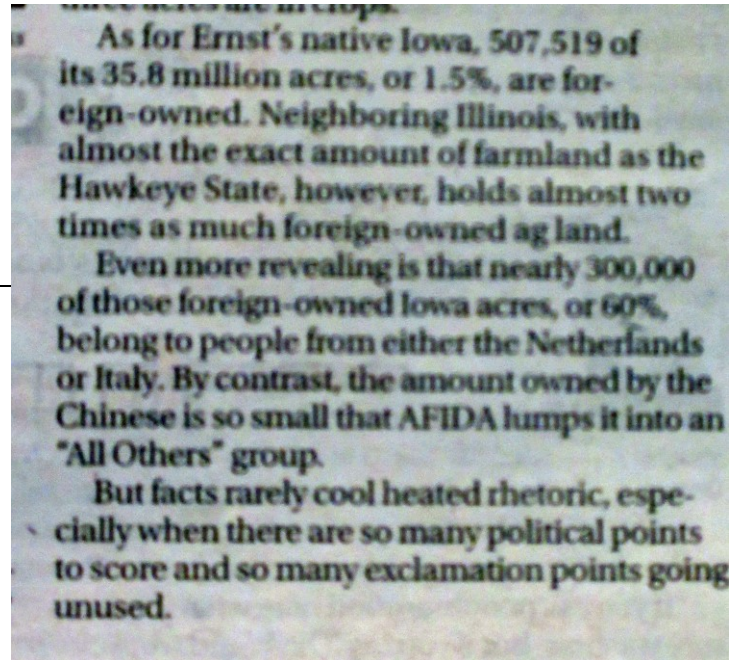 three acres are in crops.
As for Ernst's native Iowa, 507,519 of
its 35.8 million acres, or 1.5%, are for-
eign-owned. Neighboring Illinois, with
almost the exact amount of farmland as the
Hawkeye State, however, holds almost two
times as much foreign-owned ag land.
Even more revealing is that nearly 300,000
of those foreign-owned Iowa acres, or 60%,
belong to people from either the Netherlands
or Italy. By contrast, the amount owned by the
Chinese is so small that AFIDA lumps it into an
"All Others" group.
But facts rarely cool heated rhetoric, espe-
cially when there are so many political points
to score and so many exclamation points going
unused.